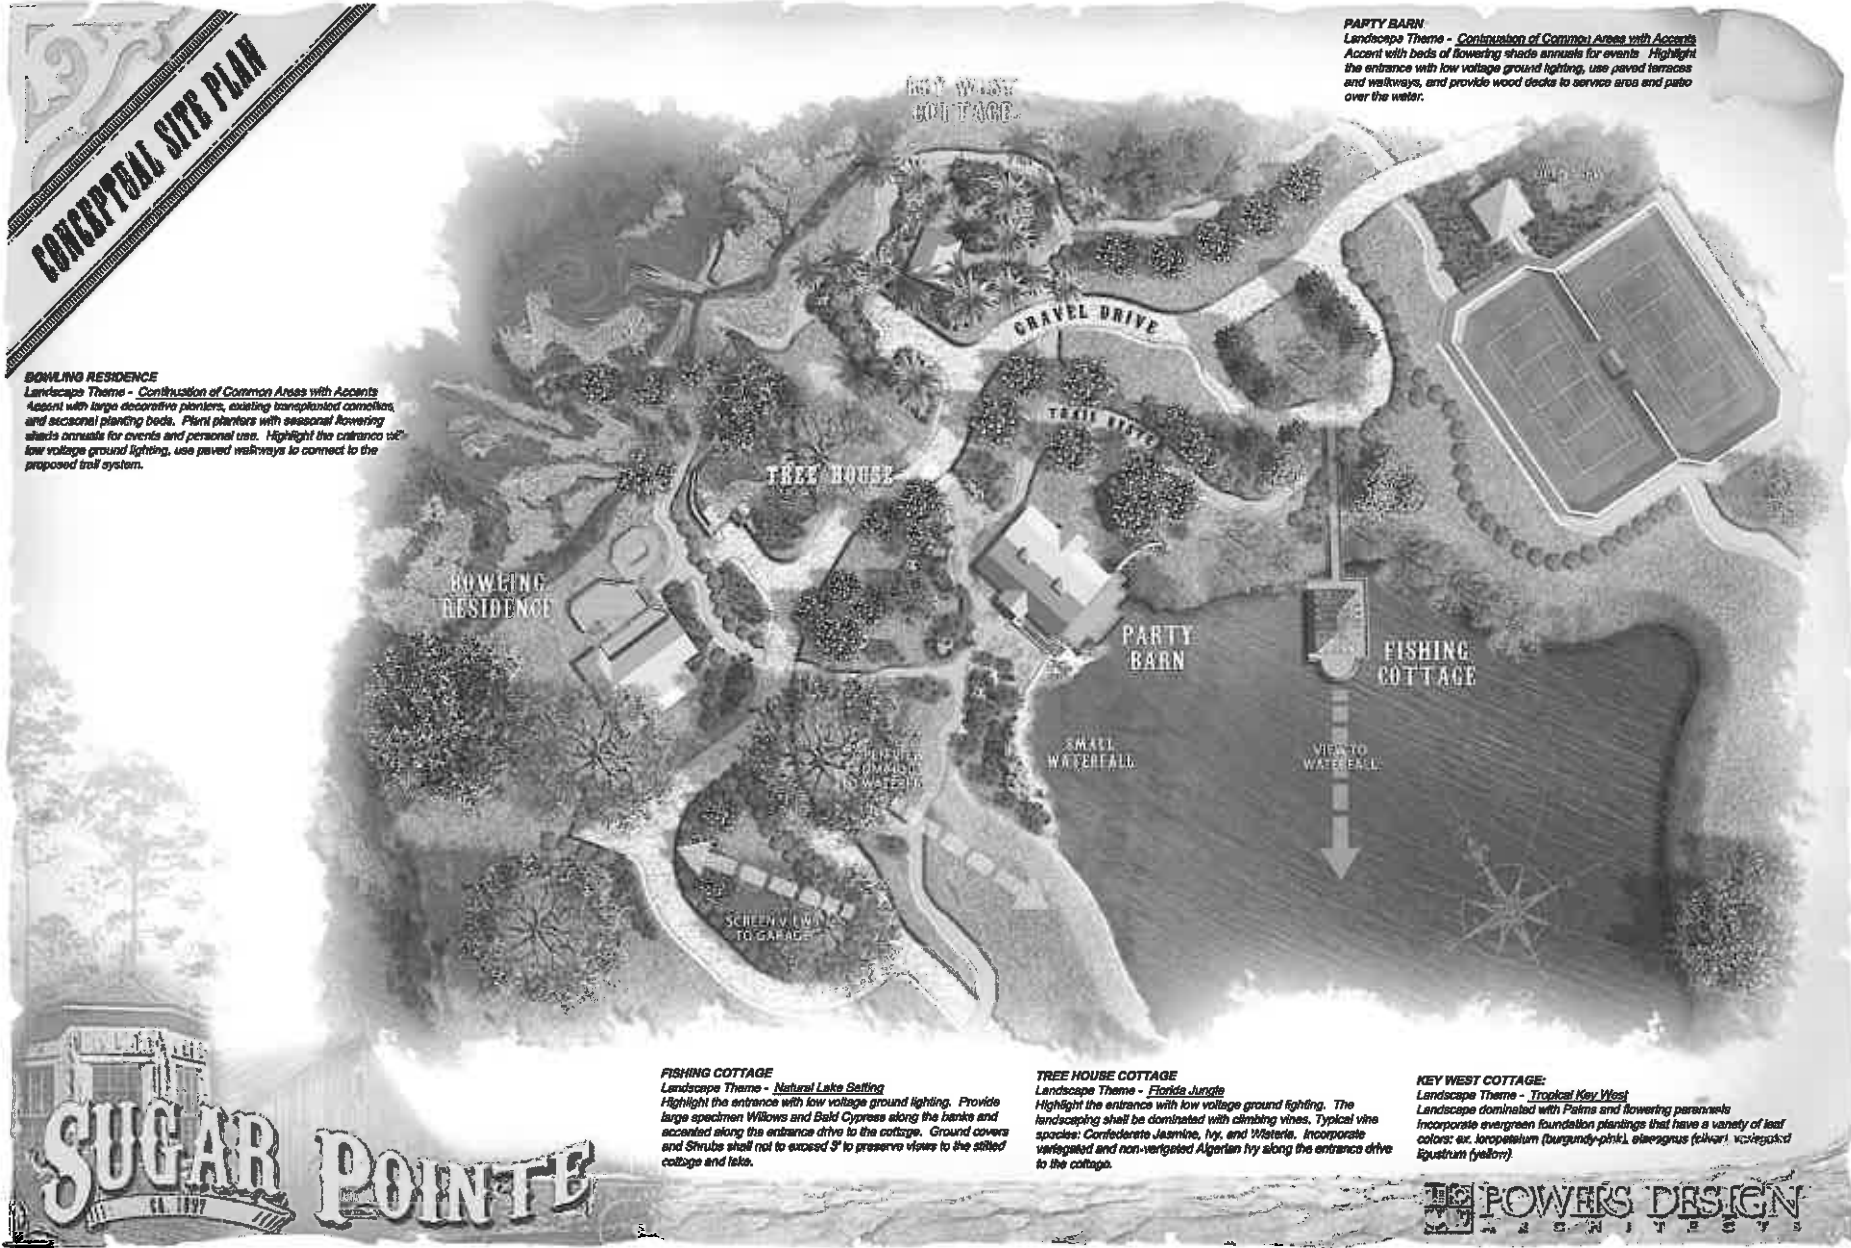 CONCEPTUAL SITE PLAN
PARTY BARN
Landscape Theme - Continuation of Common Areas with Accents
Accent with beds of flowering shade annuals for events Highlight
the entrance with low voltage ground lighting, use paved terraces
and walkways, and provide wood decks to service area and patio
over the water.
KEY WEST
COTTAGE
GRAVEL DRIVE
BOWLING RESIDENCE
Landscape Theme - Continuation of Common Areas with Accents
Accent with large decorative planters, existing transplanted camellias,
and seasonal planting beds. Plant planters with seasonal flowering
shade annuals for events and personal use. Highlight the entrance
low voltage ground lighting, use paved walkways to connect to the
proposed trail system.
TRAIL
TREE HOUSE
BOWLING
RESIDENCE
PARTY
BARN
FISHING
COTTAGE
SMALL
WATERFALL
VIEW TO
WATERFALL
SCREEN VIEWS
TO GARAGE
FISHING COTTAGE
Landscape Theme - Natural Lake Setting
Highlight the entrance with low voltage ground lighting. Provide
large specimen Willows and Bald Cypress along the banks and
accented along the entrance drive to the cottage. Ground covers
and Shrubs shall not to exceed 3' to preserve views to the stilted
cottage and lake.
TREE HOUSE COTTAGE
Landscape Theme - Florida Jungle
Highlight the entrance with low voltage ground lighting. The
landscaping shall be dominated with climbing vines. Typical vine
species: Confederate Jasmine, Ivy, and Wisteria. Incorporate
variegated and non-verigated Algerian Ivy along the entrance drive
to the cottage.
KEY WEST COTTAGE:
Landscape Theme - Tropical Key West
Landscape dominated with Palms and flowering perennials
Incorporate evergreen foundation plantings that have a variety of leaf
colors: ex. loropetalum (burgundy-pink), elaeagnus (silver) variegated
ligustrum (yellow)
SUGAR POINTE
POWERS DESIGN
ARCHITECTS